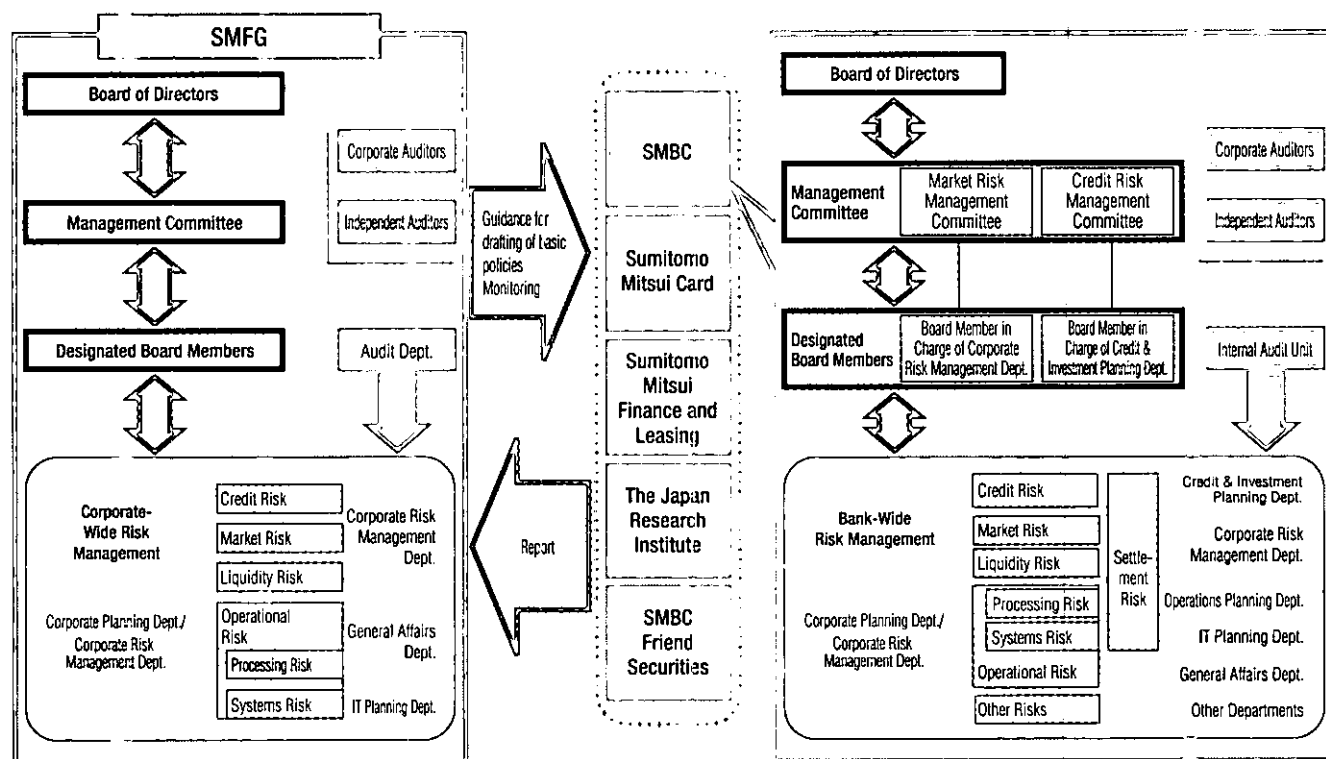 SMFG
Board of Directors
Corporate Auditors
Management Committee
Independent Auditors
Designated Board Members
Audit Dept.
Corporate-
Wide Risk
Management
Corporate Planning Dept./
Corporate Risk
Management Dept.
Credit Risk
Market Risk
Liquidity Risk
Operational
Risk
Processing Risk
Systems Risk
Corporate Risk
Management
Dept.
General Affairs
Dept.
IT Planning Dept.
Guidance for
drafting of basic
policies
Monitoring
Report
SMBC
Sumitomo
Mitsui Card
Sumitomo
Mitsui
Finance and
Leasing
The Japan
Research
Institute
SMBC
Friend
Securities
Board of Directors
Management
Committee
Market Risk
Management
Committee
Credit Risk
Management
Committee
Corporate Auditors
Independent Auditors
Designated
Board Members
Board Member in
Charge of Corporate
Risk Management Dept.
Board Member in
Charge of Credit &
Investment Planning Dept.
Internal Audit Unit
Bank-Wide
Risk Management
Corporate Planning Dept./
Corporate Risk
Management Dept.
Credit Risk
Market Risk
Liquidity Risk
Processing Risk
Systems Risk
Operational Risk
Other Risks
Settle-
ment
Risk
Credit & Investment
Planning Dept.
Corporate Risk
Management Dept.
Operations Planning Dept.
IT Planning Dept.
General Affairs Dept.
Other Departments